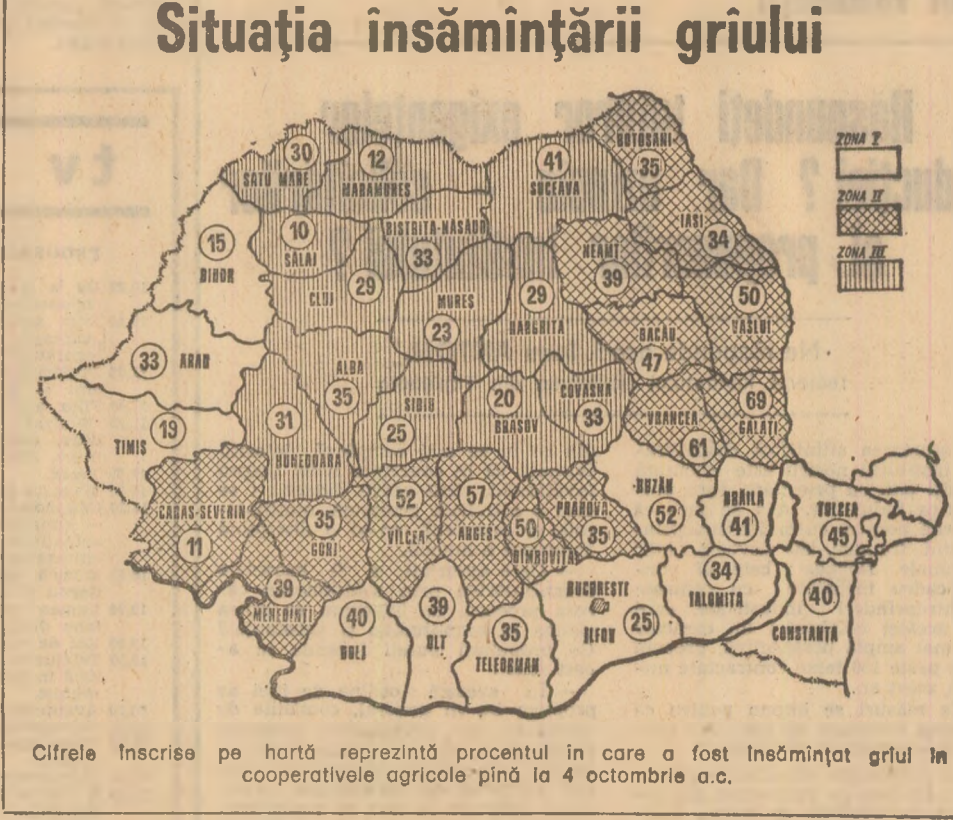 Situaţia însămînţării grîului
BOTOŞANI
35
ZONA I
ZONA II
ZONA III
SATU MARE
30
MARAMUREŞ
12
SUCEAVA
41
IAŞI
34
BIHOR
15
SĂLAJ
10
BISTRIŢA-NĂSĂUD
33
NEAMŢ
39
CLUJ
29
MUREŞ
23
HARGHITA
29
VASLUI
50
BACĂU
47
ARAD
33
ALBA
35
SIBIU
25
BRAŞOV
20
COVASNA
33
VRANCEA
61
GALAŢI
69
TIMIŞ
19
HUNEDOARA
31
CARAŞ-SEVERIN
11
GORJ
35
VÎLCEA
52
ARGEŞ
57
DÎMBOVIŢA
50
PRAHOVA
35
BUZĂU
52
BRĂILA
41
TULCEA
45
MEHEDINŢI
39
DOLJ
40
OLT
39
TELEORMAN
35
BUCUREŞTI
ILFOV
25
IALOMIŢA
34
CONSTANŢA
40
Cifrele înscrise pe hartă reprezintă procentul in care a fost însămînţat grîul în
cooperativele agricole pînă la 4 octombrie a.c.
tv